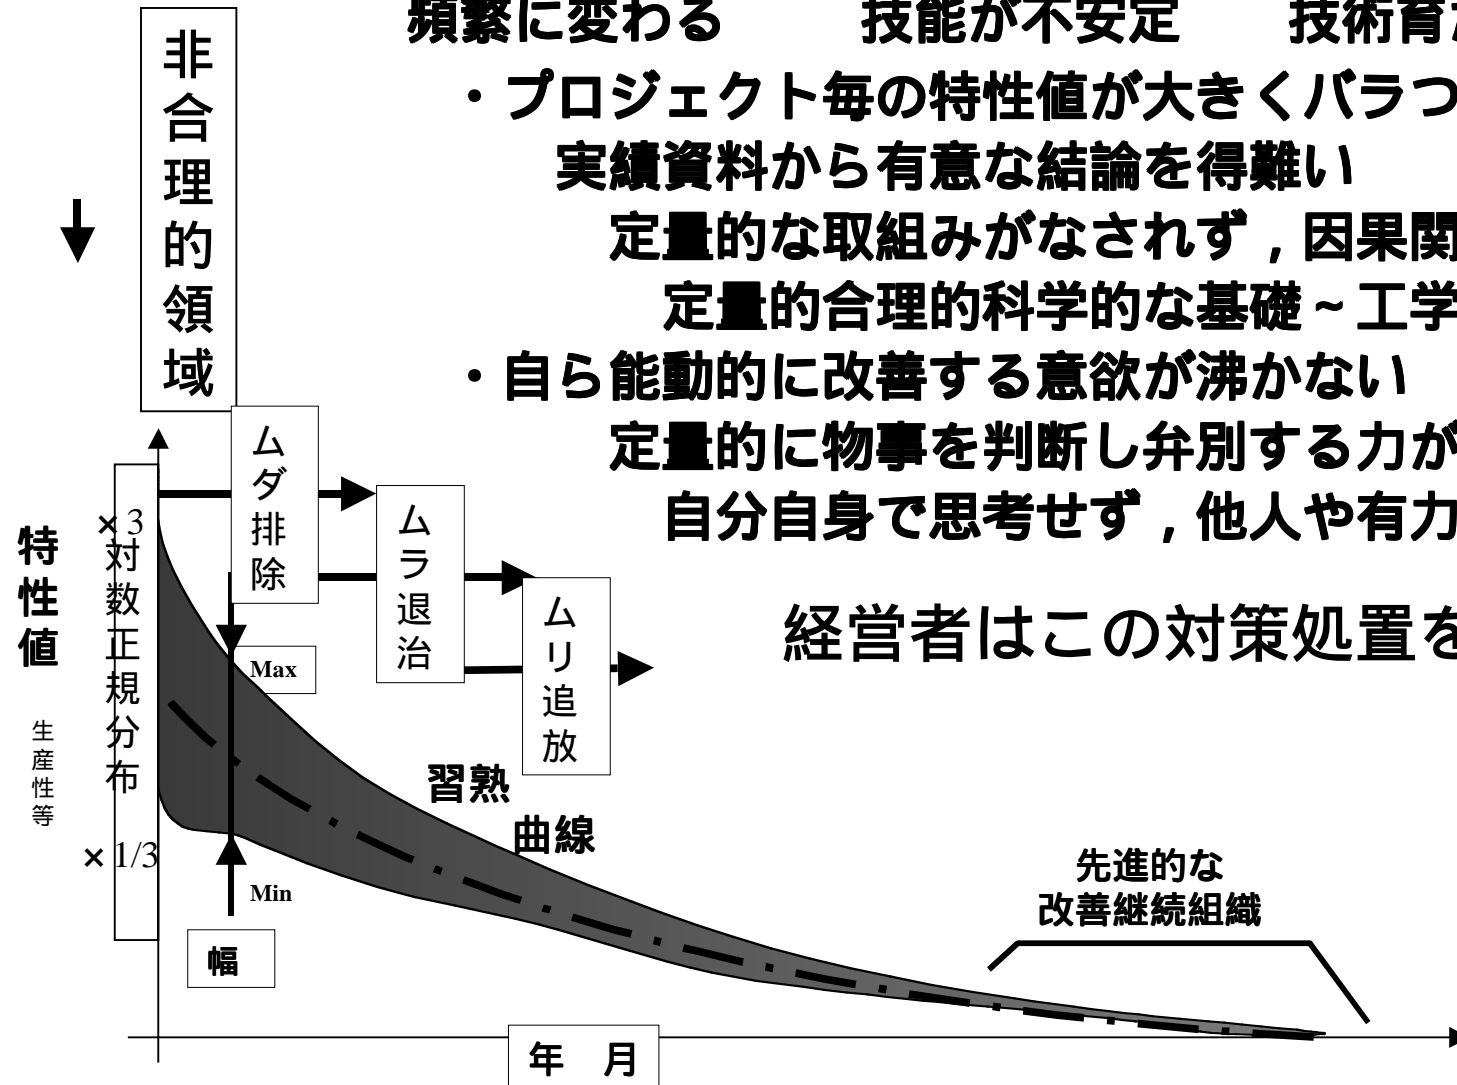 頻繁に変わる　技能が不安定　技術育
・プロジェクト毎の特性値が大きくバラつ
実績資料から有意な結論を得難い
定量的な取組みがなされず，因果関
定量的合理的科学的な基礎～工学
・自ら能動的に改善する意欲が沸かない
定量的に物事を判断し弁別する力が
自分自身で思考せず，他人や有力
経営者はこの対策処置を
非合理的領域
ムダ排除
ムラ退治
ムリ追放
特性値
生産性等
×3
対数正規分布
×1/3
Max
Min
幅
習熟
曲線
先進的な
改善継続組織
年　月